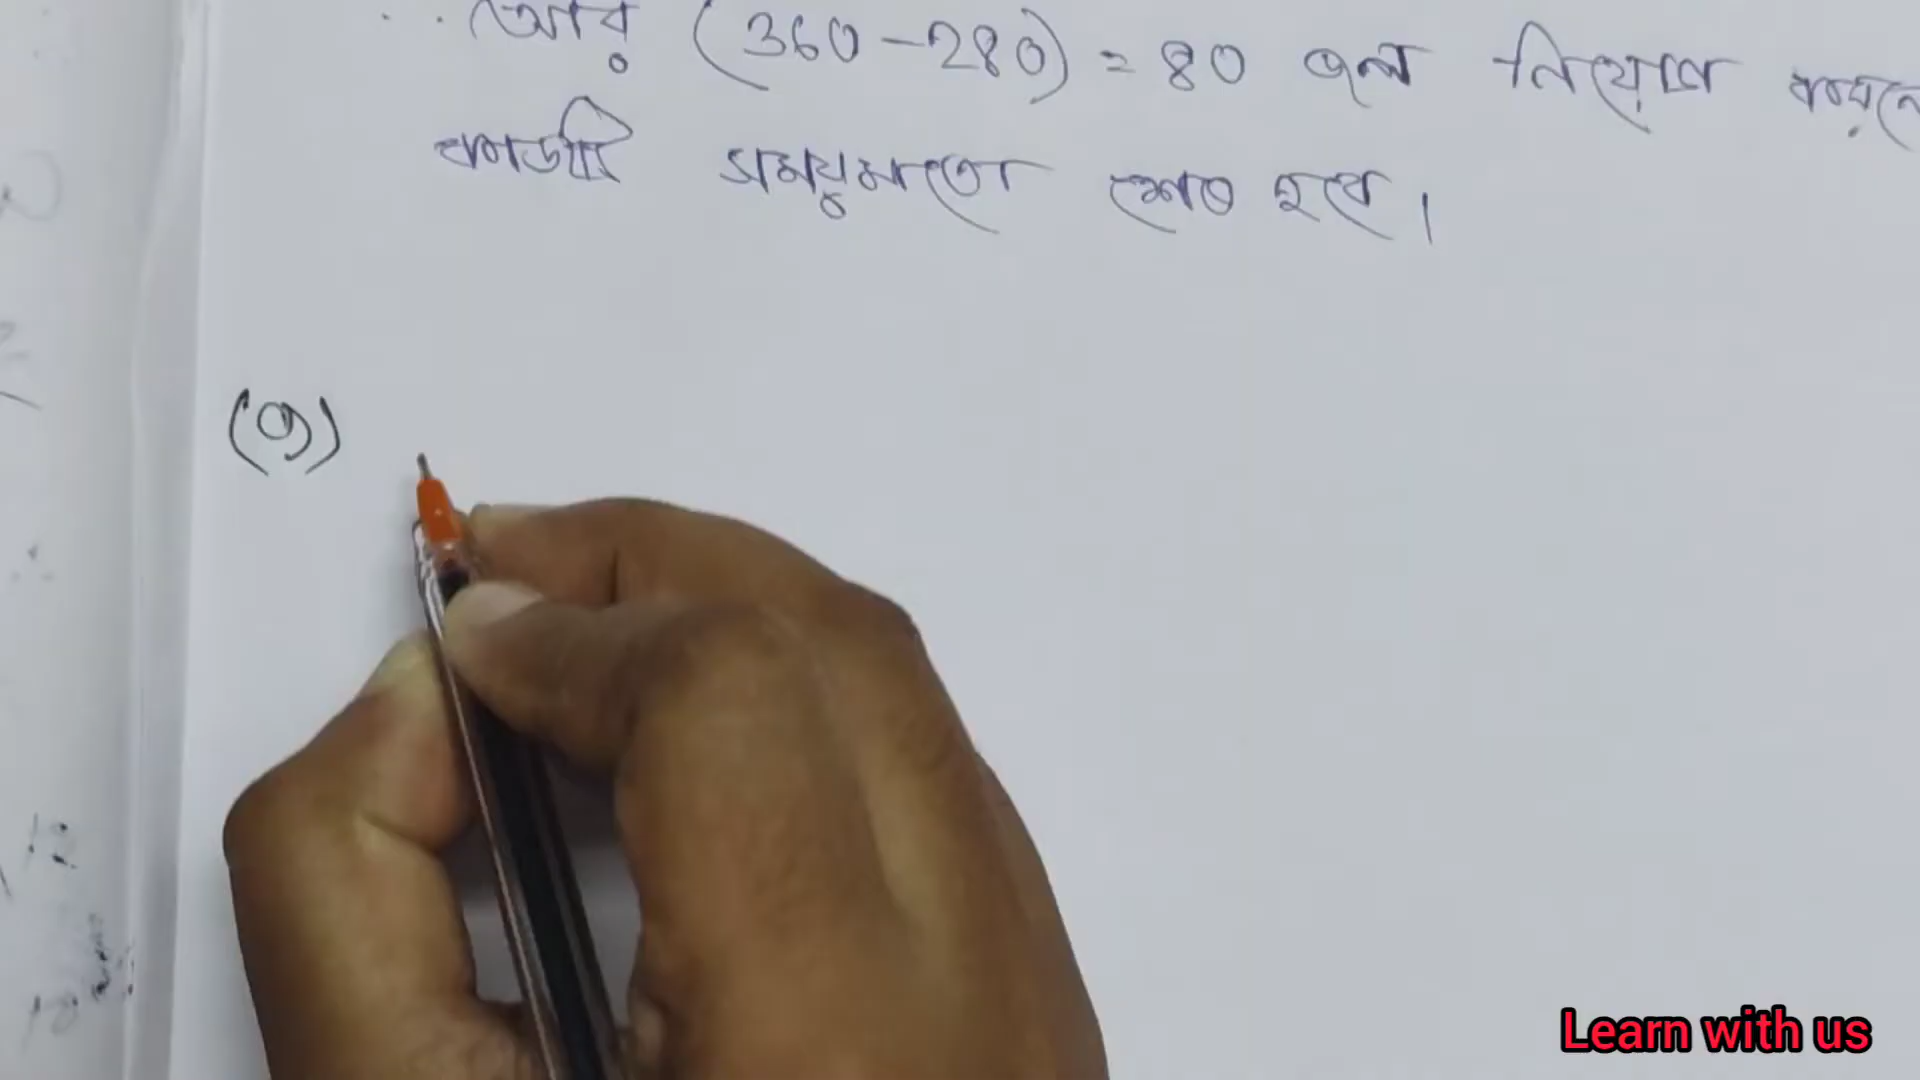 আর (360-280) = 80 জন নিয়োগ করলে
কাজটি সময়মতো শেষ হবে।
(৩)
Learn with us